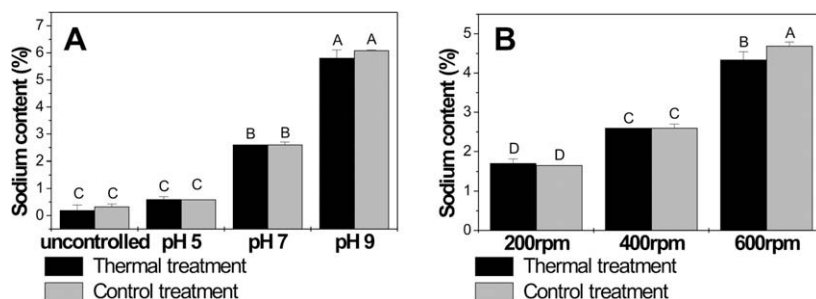 A
Sodium content (%)
7
6
5
4
3
2
1
0
C C C C B B A A
uncontrolled pH 5 pH 7 pH 9
Thermal treatment
Control treatment
B
Sodium content (%)
5
4
3
2
1
0
D D C C B A
200rpm 400rpm 600rpm
Thermal treatment
Control treatment